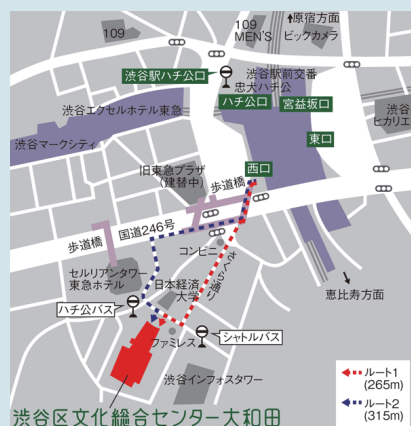 109
109
MEN'S
↑原宿方面
ビックカメラ
渋谷駅ハチ公口
渋谷駅前交番
忠犬ハチ公
ハチ公口
宮益坂口
渋谷エクセルホテル東急
渋谷
ヒカリエ
東口
渋谷マークシティ
西口
旧東急プラザ
(建替中)
歩道橋
国道246号
歩道橋
コンビニ
さくら通り
セルリアンタワー
東急ホテル
日本経済
大学
恵比寿方面
ハチ公バス
シャトルバス
ファミレス
渋谷インフォスタワー
ルート1
(265m)
ルート2
(315m)
渋谷区文化総合センター大和田